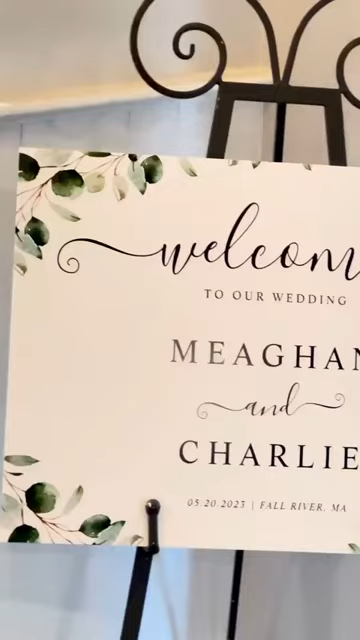 welcom
TO OUR WEDDING
MEAGHAN
and
CHARLIE
05.20.2023 | FALL RIVER, MA